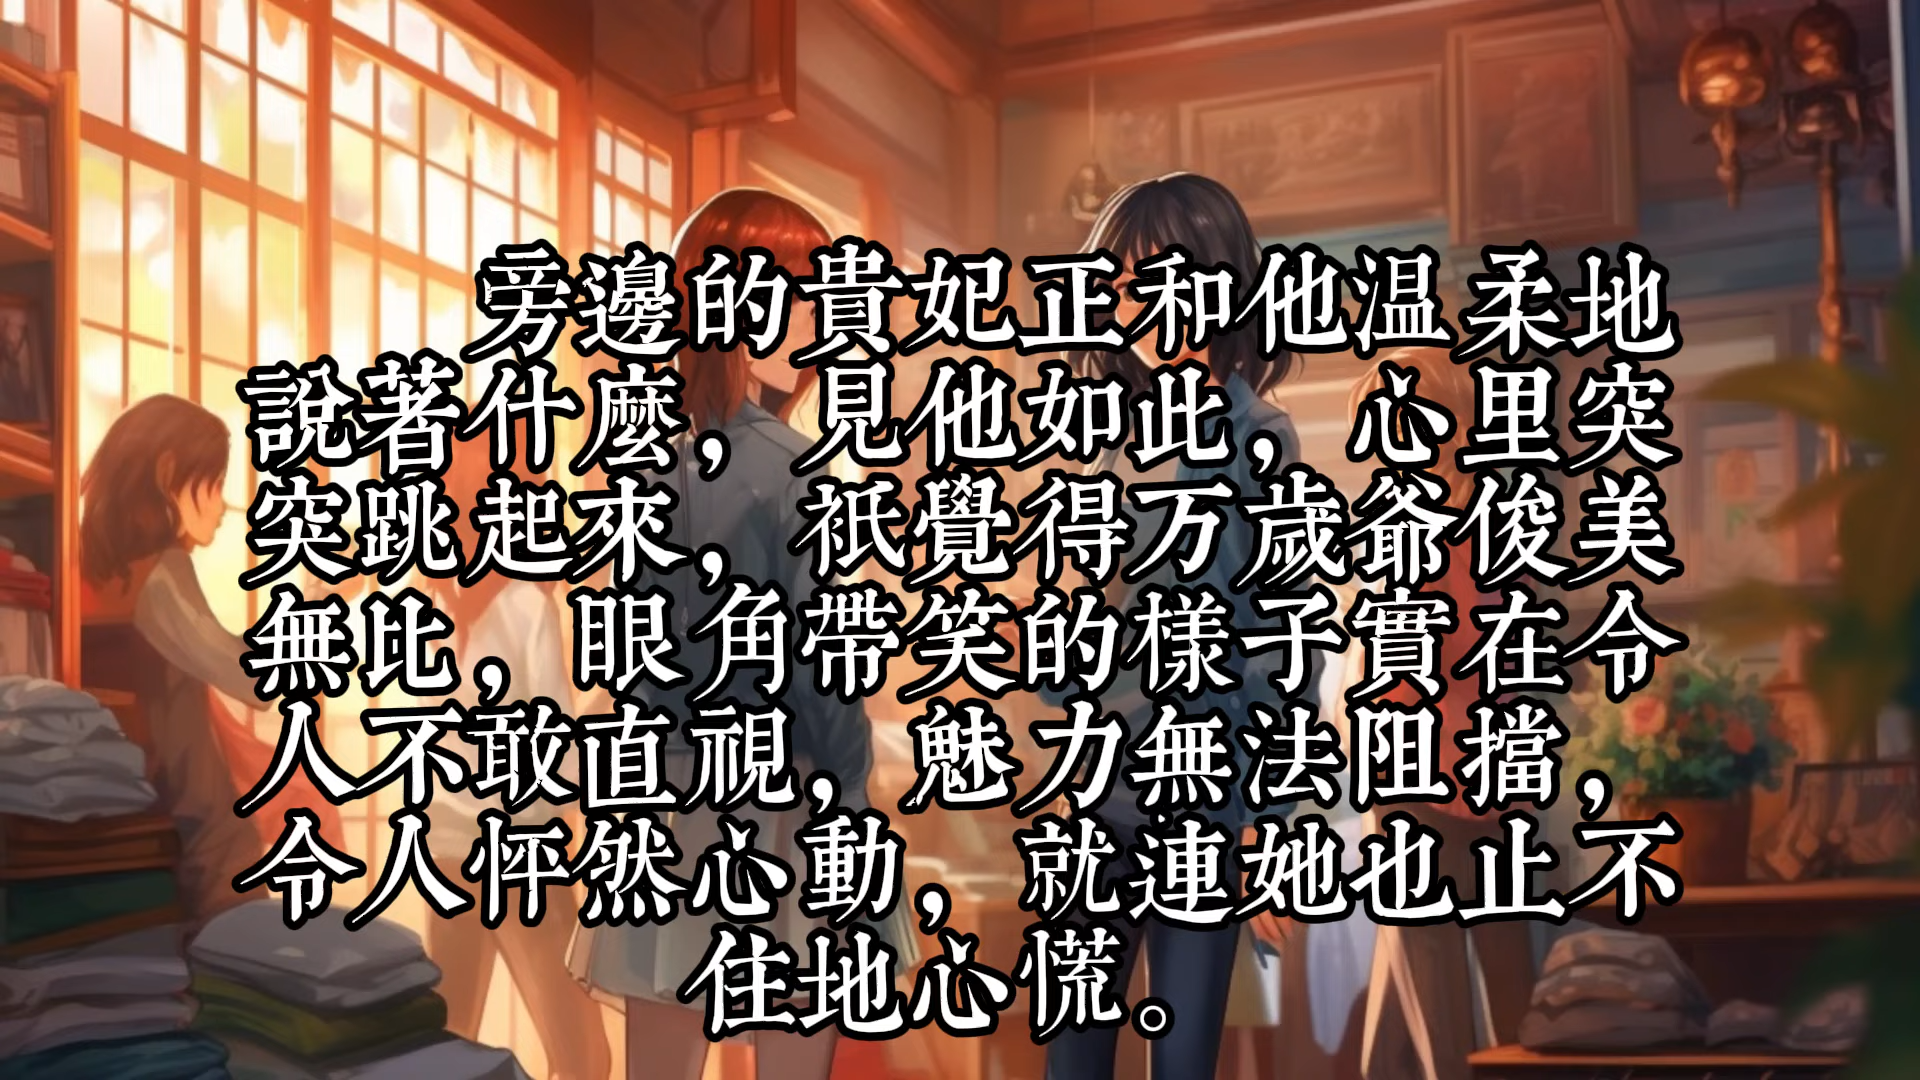 旁邊的貴妃正和他温柔地
說著什麼，見他如此，心里突
突跳起來，衹覺得万歲爺俊美
無比，眼角帶笑的樣子實在令
人不敢直視，魅力無法阻擋，
令人怦然心動，就連她也止不
住地心慌。